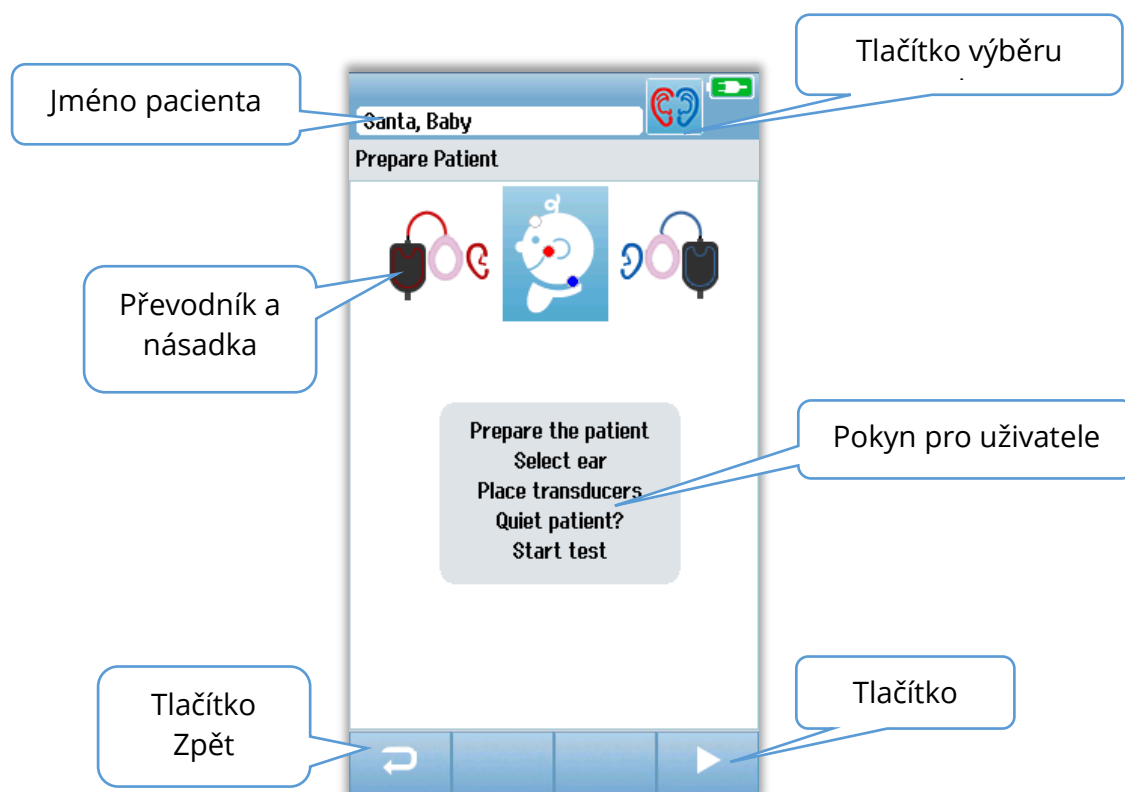 Jméno pacienta
Tlačítko výběru
Santa, Baby
Prepare Patient
Převodník a
násadka
Prepare the patient
Select ear
Place transducers
Quiet patient?
Start test
Pokyn pro uživatele
Tlačítko
Zpět
Tlačítko